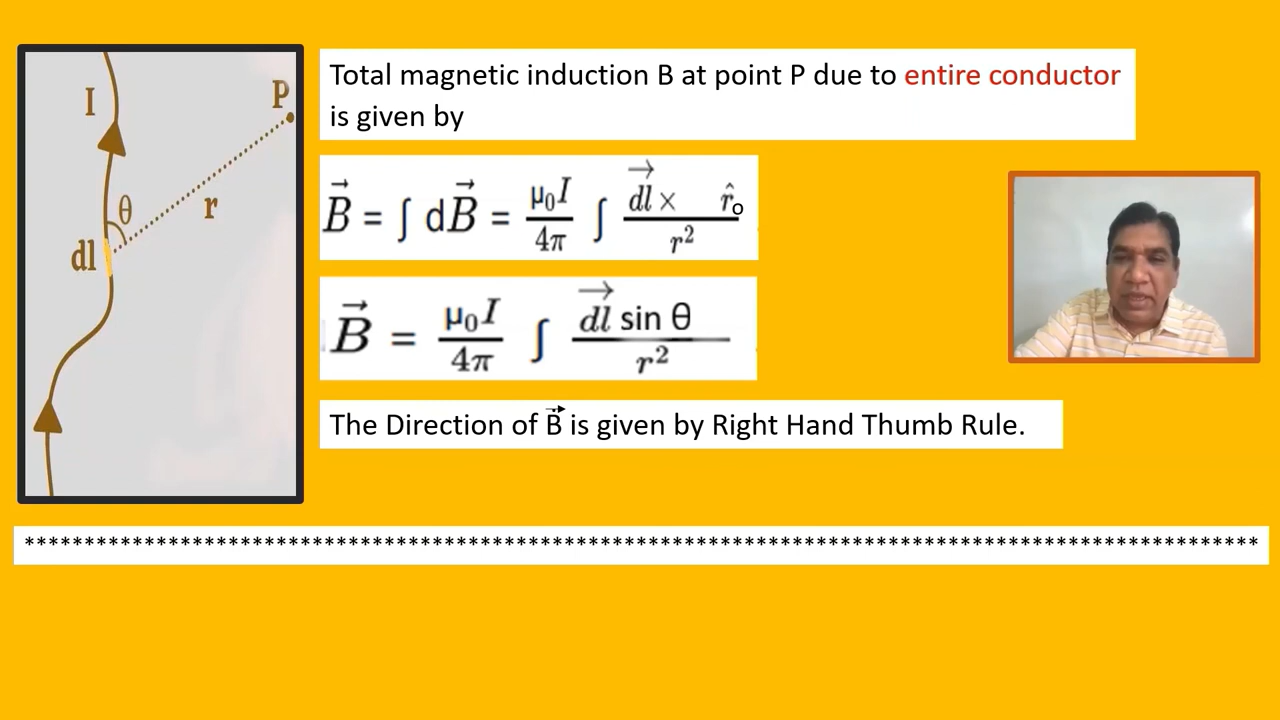 I
P
θ
r
dl
Total magnetic induction B at point P due to entire conductor
is given by
B⃗ = ∫ dB⃗ = μ₀I/4π ∫ dl⃗ × r̂₀ / r²
B⃗ = μ₀I/4π ∫ dl⃗ sin θ / r²
The Direction of B⃗ is given by Right Hand Thumb Rule.
*******************************************************************************************************